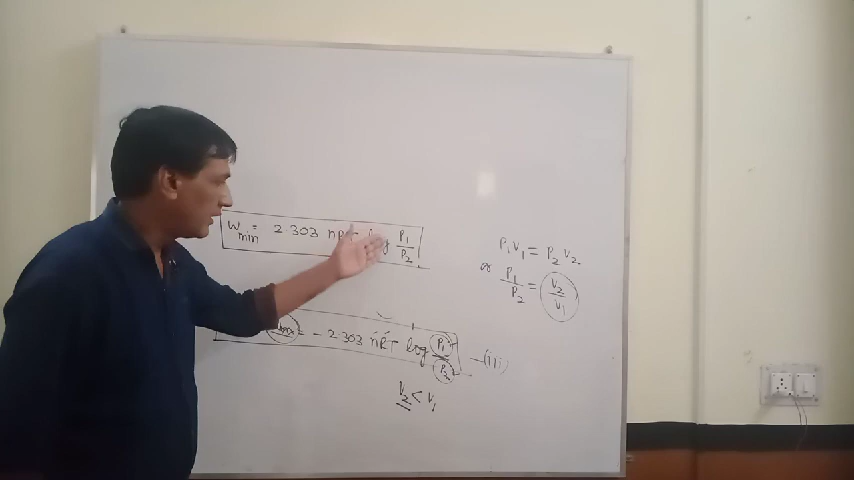 W min = 2.303 nRT log P1/P2
P1V1 = P2V2
or P1/P2 = V2/V1
= - 2.303 nRT log P1/P2 -(iii)
V2 < V1